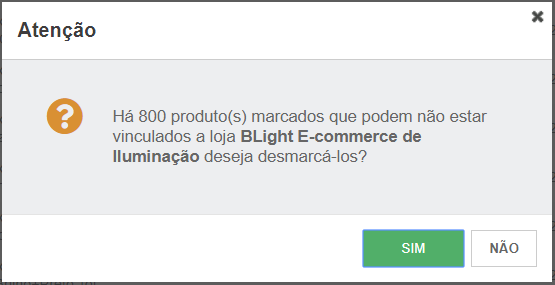 Atenção
Há 800 produto(s) marcados que podem não estar
vinculados a loja BLight E-commerce de
Iluminação deseja desmarcá-los?
SIM
NÃO